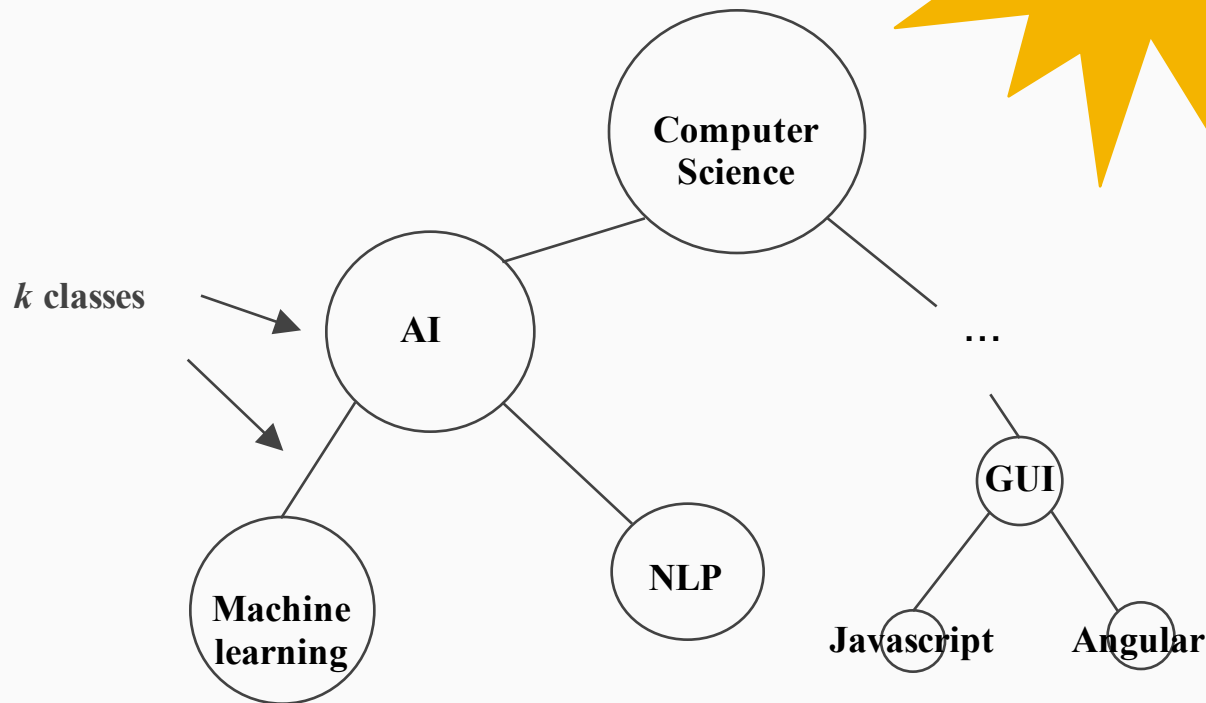 Computer
Science
k classes
AI
...
GUI
NLP
Machine
learning
Javascript
Angular